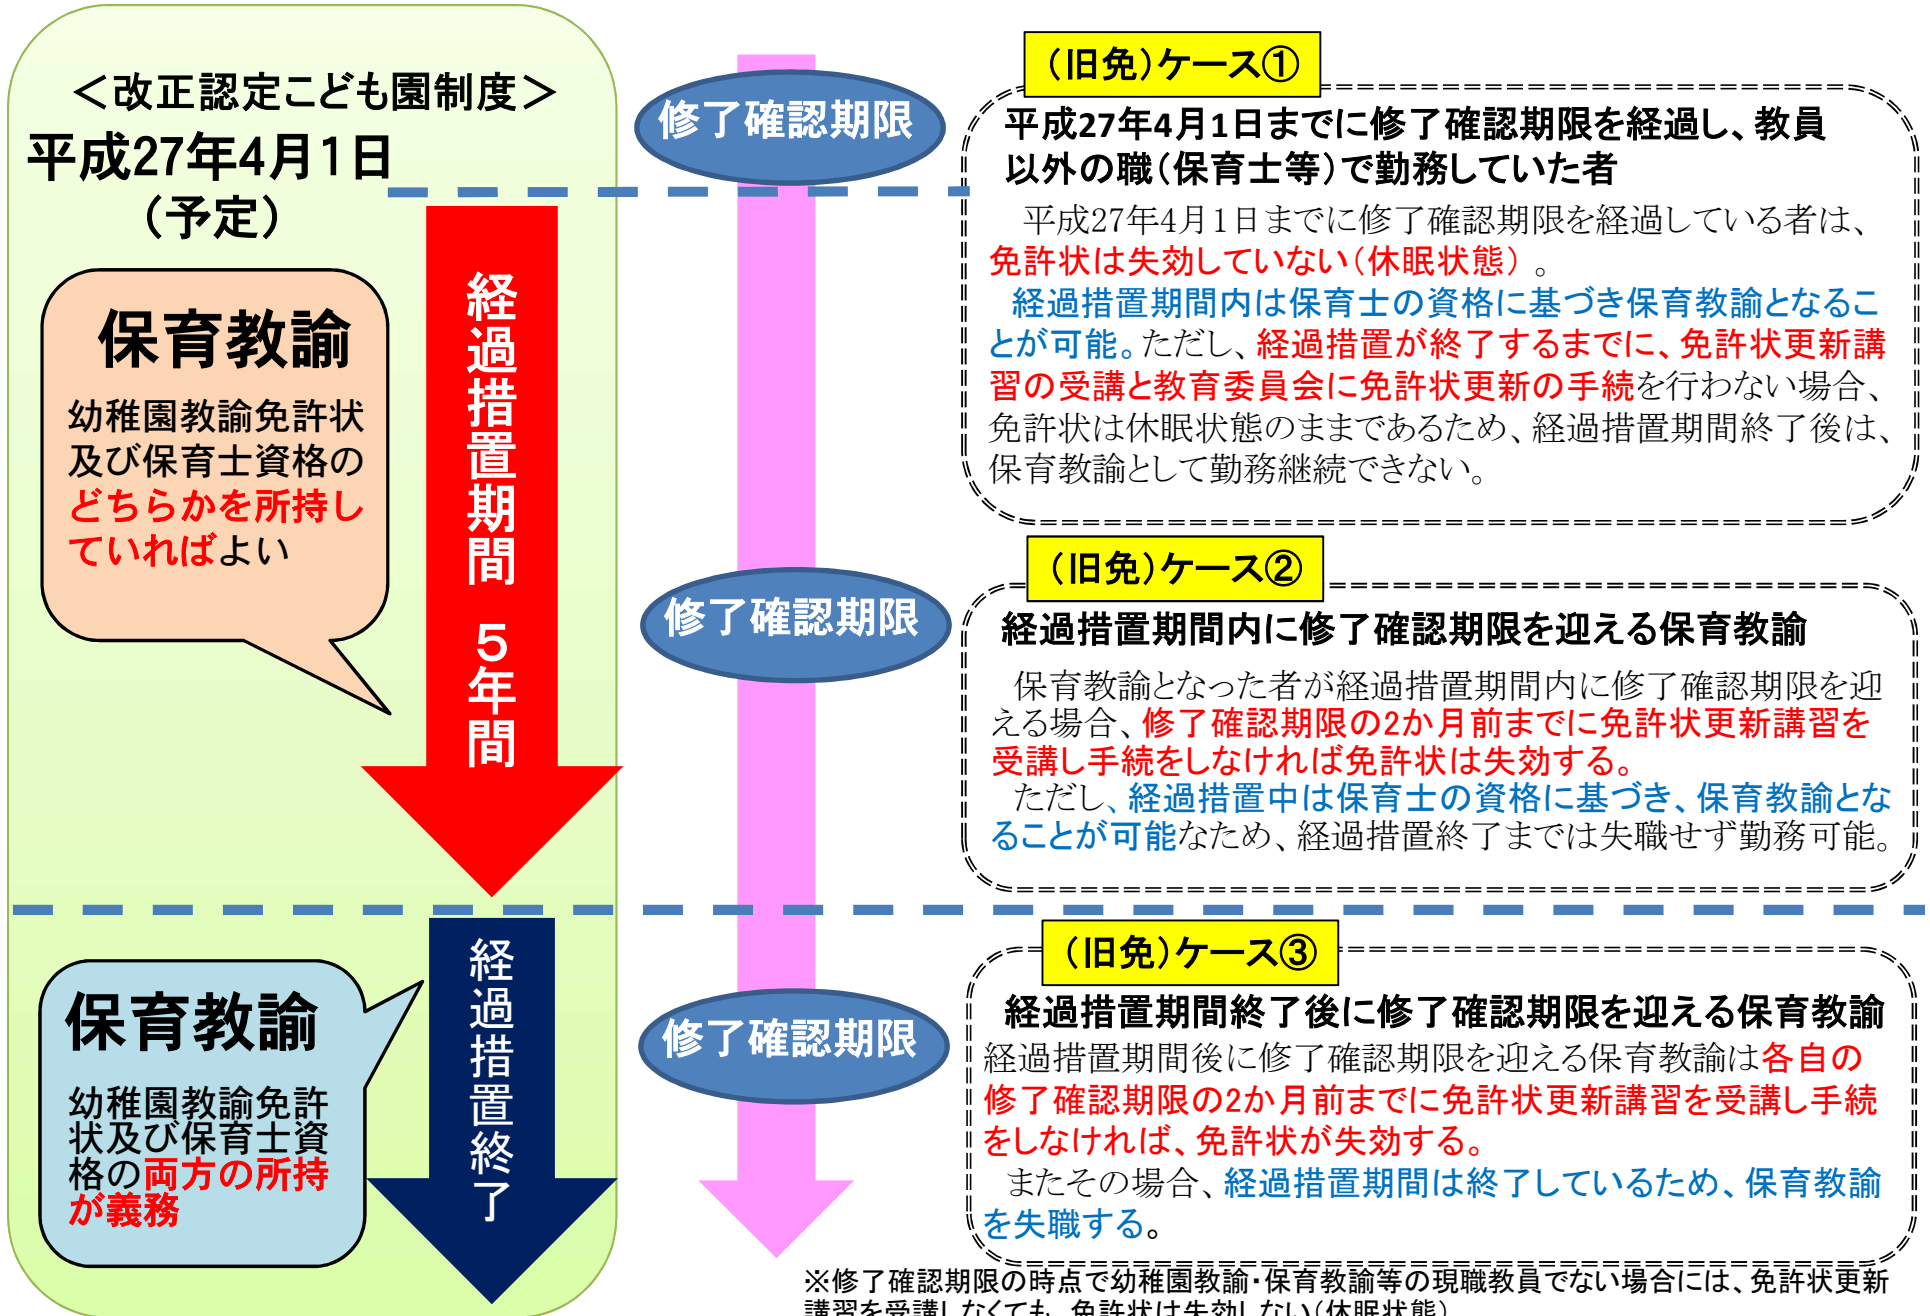 ＜改正認定こども園制度＞
平成27年4月1日
（予定）
保育教諭
幼稚園教諭免許状
及び保育士資格の
どちらかを所持し
ていればよい
経過措置期間 5年間
保育教諭
幼稚園教諭免許
状及び保育士資
格の両方の所持
が義務
経過措置終了
修了確認期限
修了確認期限
修了確認期限
（旧免）ケース①
平成27年4月1日までに修了確認期限を経過し、教員
以外の職（保育士等）で勤務していた者
平成27年4月1日までに修了確認期限を経過している者は、
免許状は失効していない（休眠状態）。
経過措置期間内は保育士の資格に基づき保育教諭となるこ
とが可能。ただし、経過措置が終了するまでに、免許状更新講
習の受講と教育委員会に免許状更新の手続を行わない場合、
免許状は休眠状態のままであるため、経過措置期間終了後は、
保育教諭として勤務継続できない。
（旧免）ケース②
経過措置期間内に修了確認期限を迎える保育教諭
保育教諭となった者が経過措置期間内に修了確認期限を迎
える場合、修了確認期限の2か月前までに免許状更新講習を
受講し手続をしなければ免許状は失効する。
ただし、経過措置中は保育士の資格に基づき、保育教諭とな
ることが可能なため、経過措置終了までは失職せず勤務可能。
（旧免）ケース③
経過措置期間終了後に修了確認期限を迎える保育教諭
経過措置期間後に修了確認期限を迎える保育教諭は各自の
修了確認期限の2か月前までに免許状更新講習を受講し手続
をしなければ、免許状が失効する。
またその場合、経過措置期間は終了しているため、保育教諭
を失職する。
※修了確認期限の時点で幼稚園教諭・保育教諭等の現職教員でない場合には、免許状更新
講習を受講しなくても、免許状は失効しない（休眠状態）